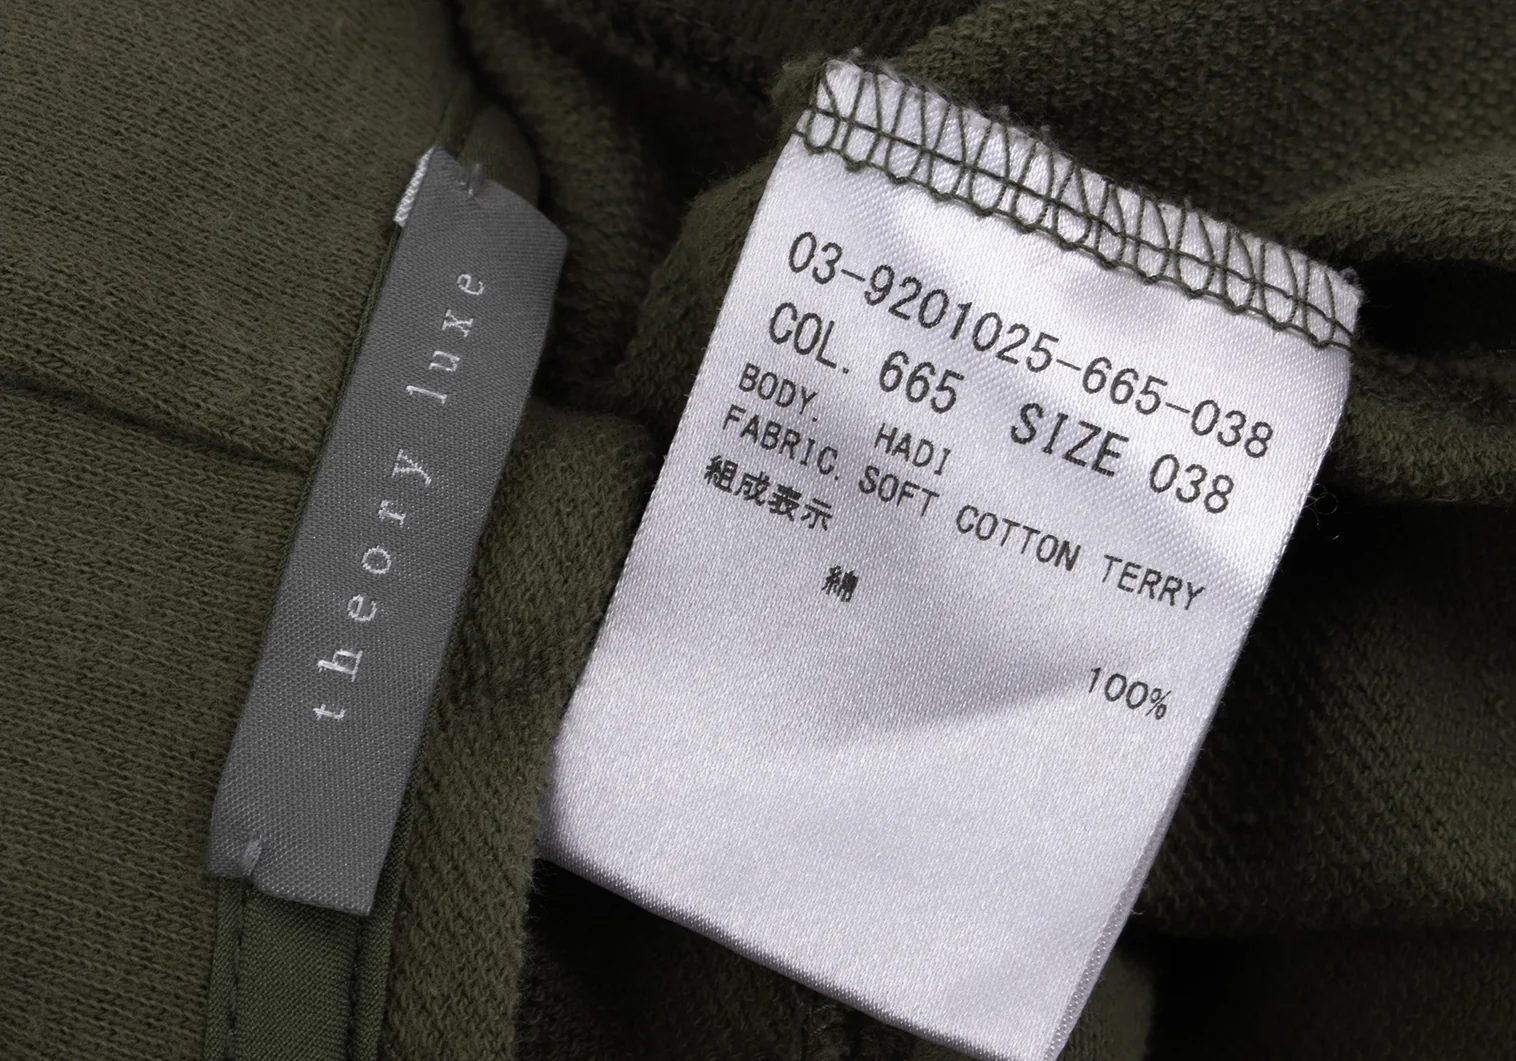 theory luxe
03-9201025-665-038
COL. 665 SIZE 038
BODY. HADI
FABRIC. SOFT COTTON TERRY
組成表示
綿
100%